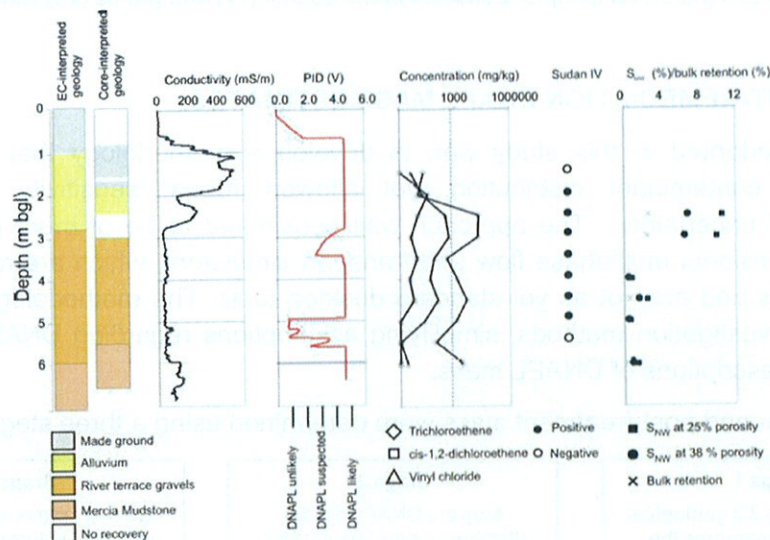 EC-interpreted
geology
Core-interpreted
geology
Conductivity (mS/m)
0 200 400 600
PID (V)
0.0 2.0 4.0 6.0
Concentration (mg/kg)
1 1000 1000000
Sudan IV
(%)/bulk retention (%)
0 4 8 12
Depth (m bgl)
0
1
2
3
4
5
6
Made ground
Alluvium
River terrace gravels
Mercia Mudstone
No recovery
DNAPL unlikely
DNAPL suspected
DNAPL likely
Trichloroethene
cis-1,2-dichloroethene
Vinyl chloride
Positive
Negative
SNW at 25% porosity
SNW at 38 % porosity
Bulk retention